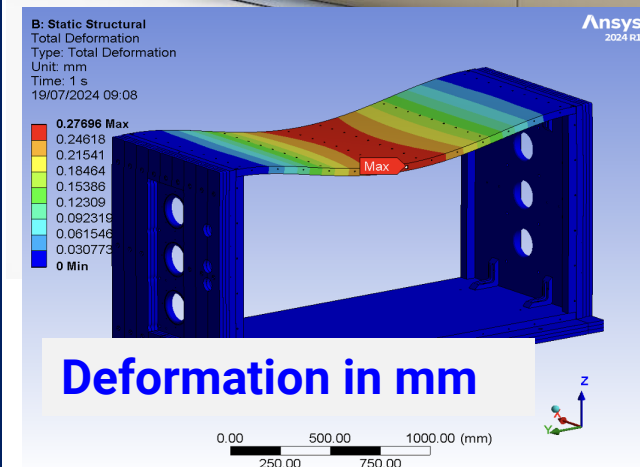 B: Static Structural
Total Deformation
Type: Total Deformation
Unit: mm
Time: 1 s
19/07/2024 09:08
Ansys
2024 R1
0.27696 Max
0.24618
0.21541
0.18464
0.15386
0.12309
0.092319
0.061546
0.030773
0 Min
Max
Deformation in mm
Z
X
Y
0.00 500.00 1000.00 (mm)
250.00 750.00